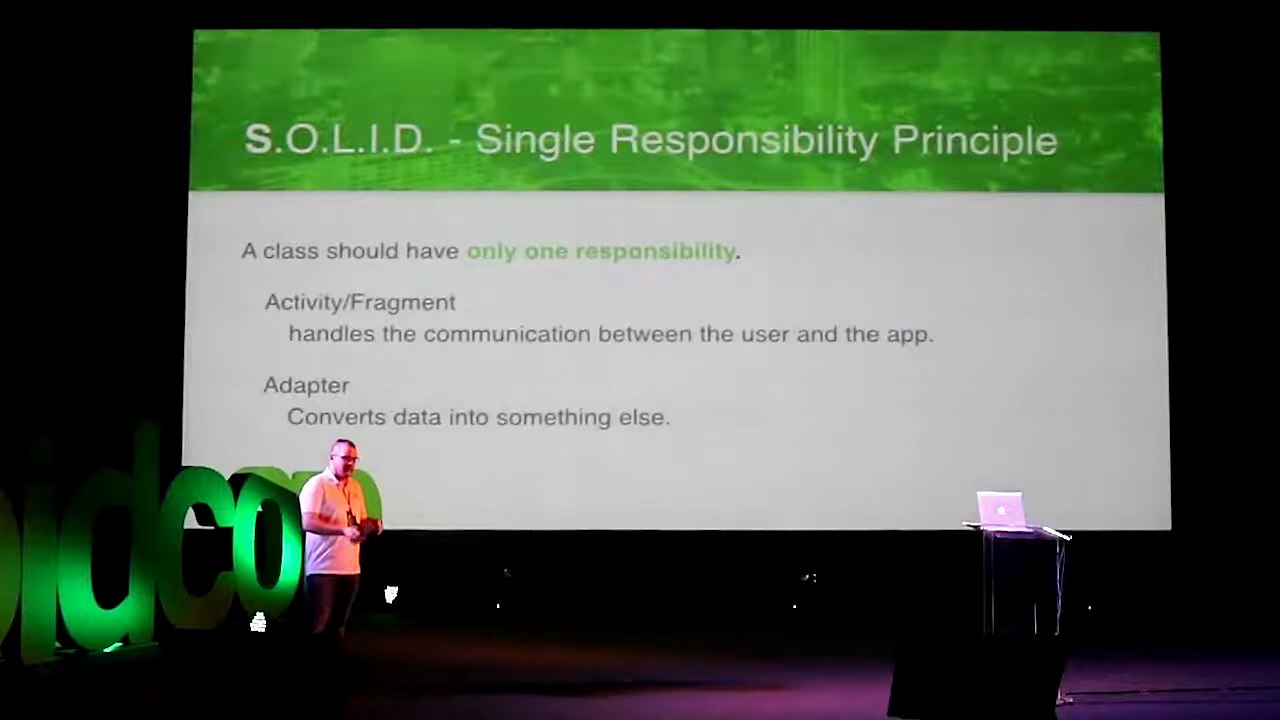 S.O.L.I.D. - Single Responsibility Principle
A class should have only one responsibility.
Activity/Fragment
handles the communication between the user and the app.
Adapter
Converts data into something else.
oidcon